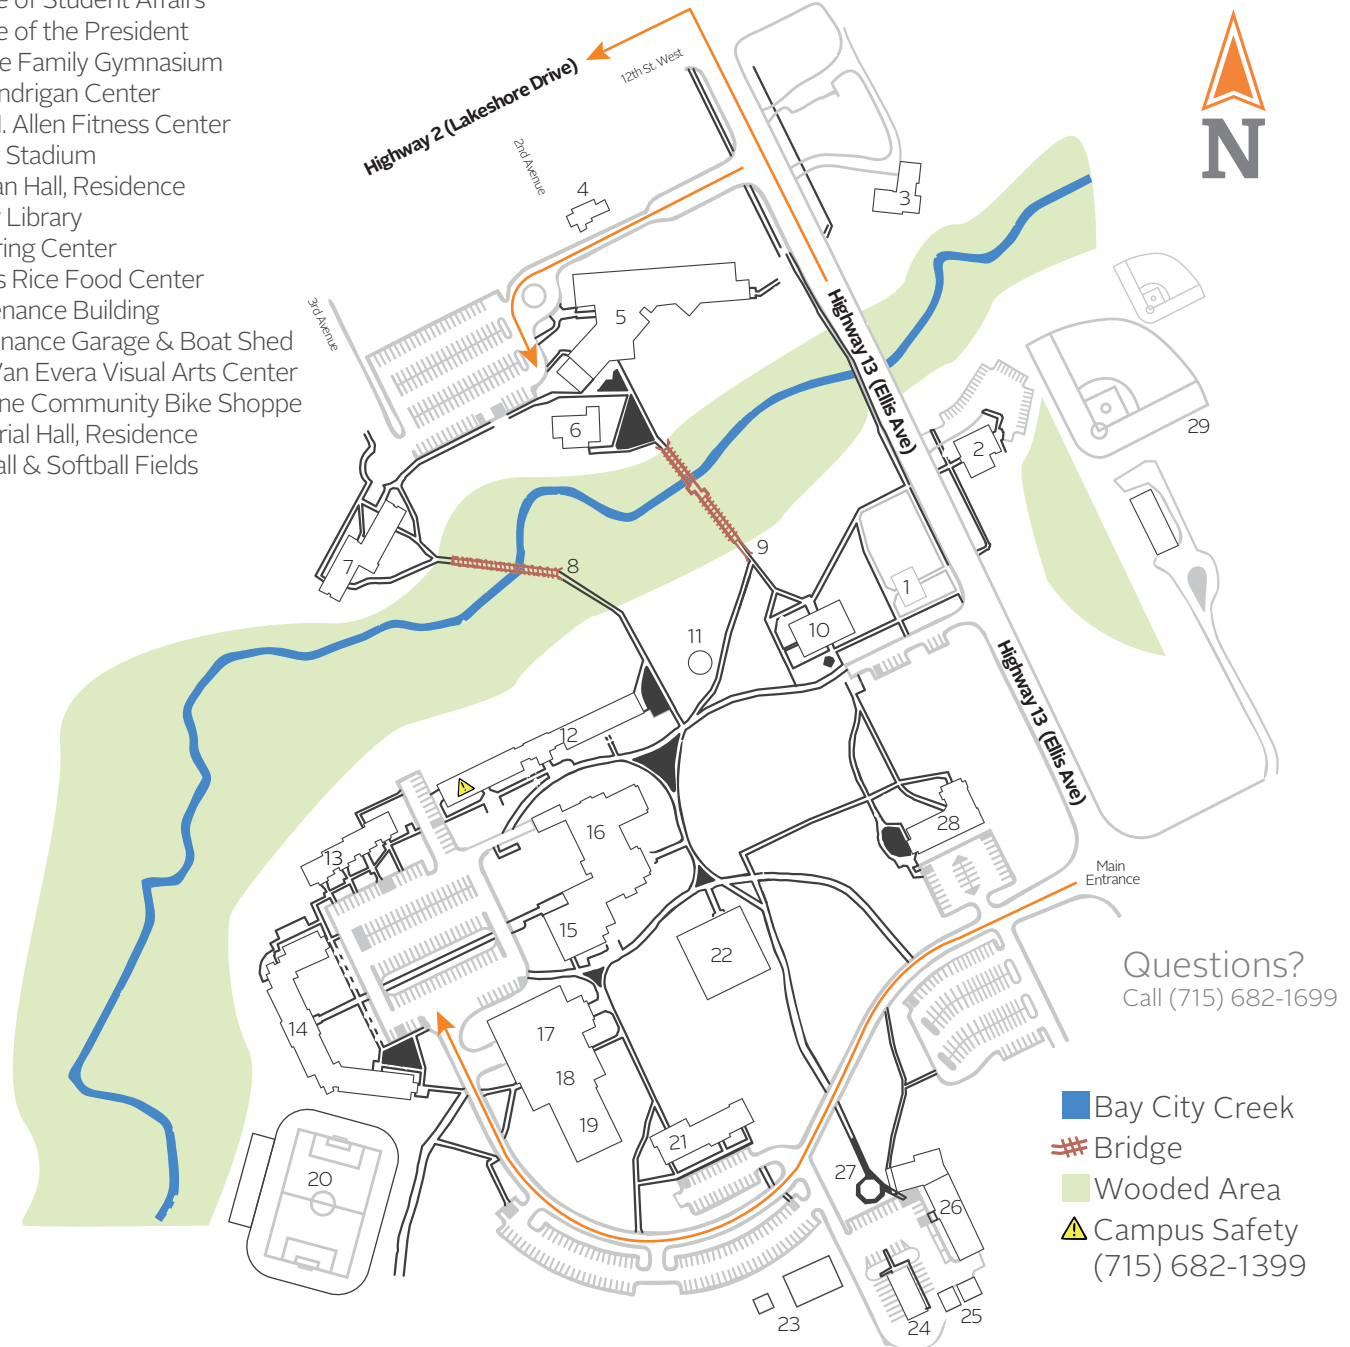 e of Student Affairs
e of the President
e Family Gymnasium
ndrigan Center
. Allen Fitness Center
Stadium
an Hall, Residence
Library
ring Center
s Rice Food Center
enance Building
nance Garage & Boat Shed
Van Evera Visual Arts Center
ne Community Bike Shoppe
rial Hall, Residence
all & Softball Fields
Highway 2 (Lakeshore Drive)
12th St. West
2nd Avenue
3rd Avenue
N
4
3
5
6
Highway 13 (Ellis Ave)
2
29
7
8
9
1
10
11
Highway 13 (Ellis Ave)
12
13
16
28
Main
Entrance
15
22
14
17
18
19
Questions?
Call (715) 682-1699
20
21
27
26
23
24
25
Bay City Creek
Bridge
Wooded Area
Campus Safety
(715) 682-1399